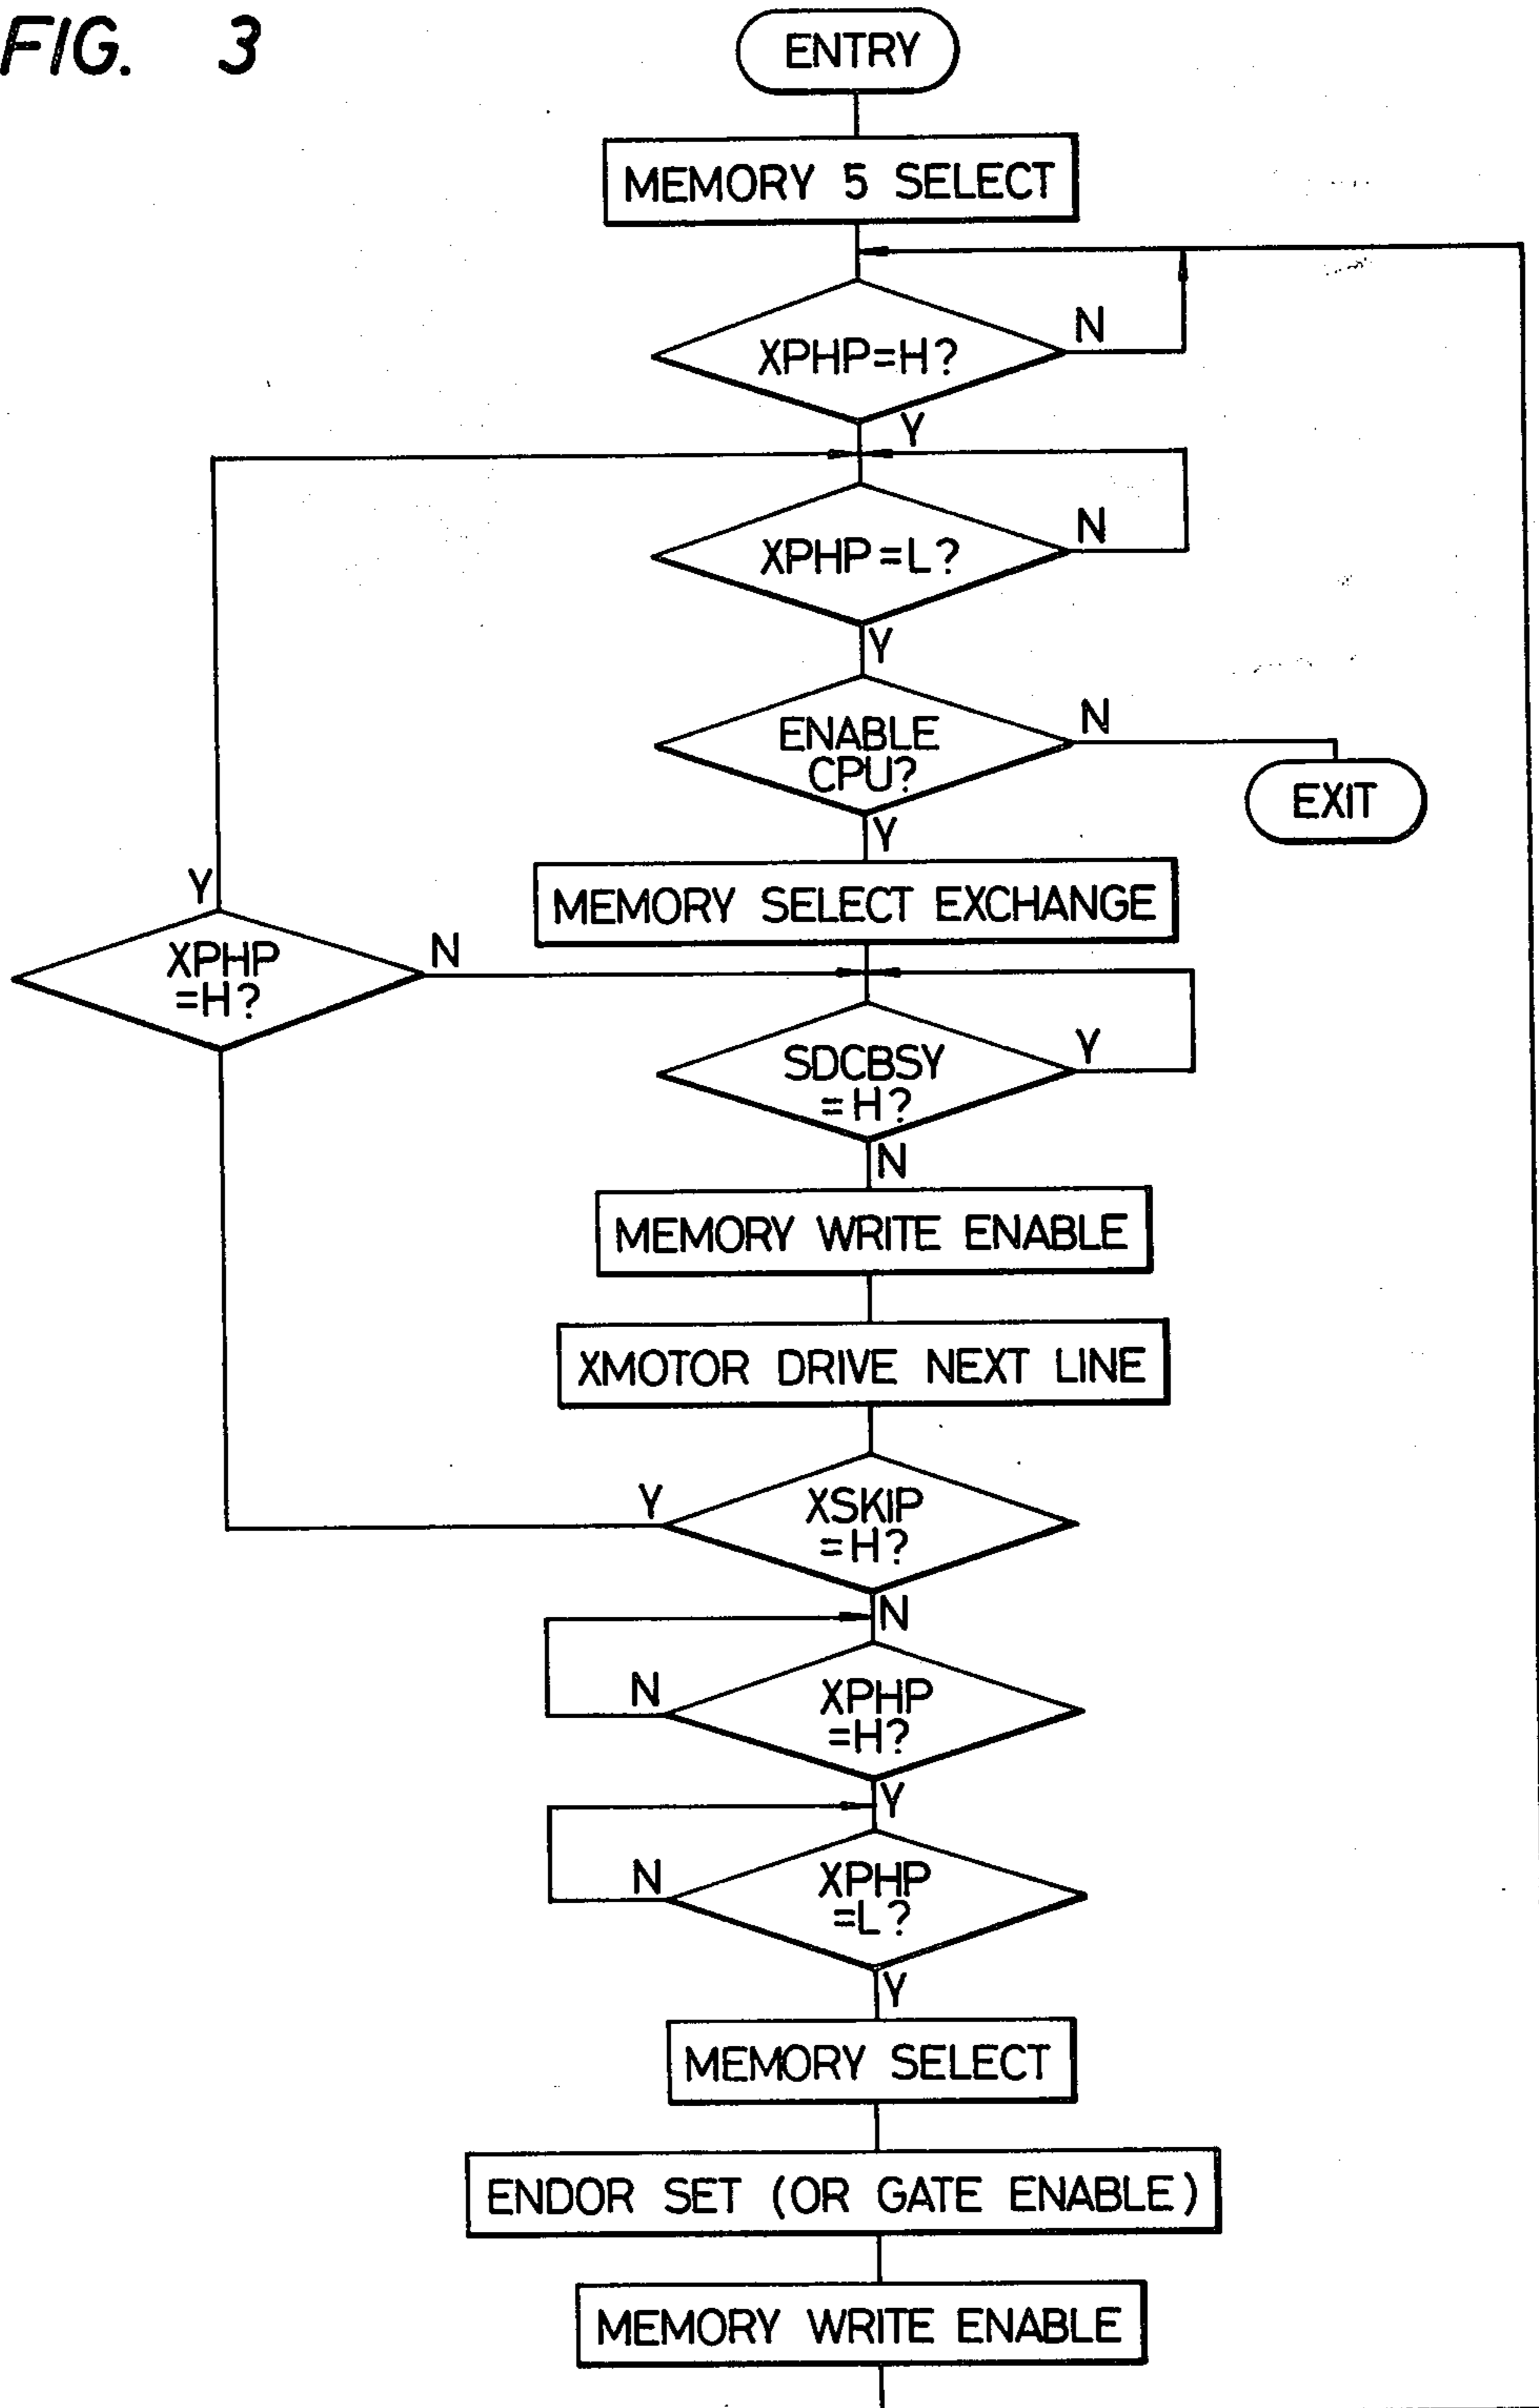 FIG. 3
ENTRY
MEMORY 5 SELECT
XPHP=H?
N
Y
XPHP=L?
N
Y
ENABLE
CPU?
N
EXIT
Y
MEMORY SELECT EXCHANGE
Y
XPHP
=H?
N
SDCBSY
=H?
Y
N
MEMORY WRITE ENABLE
XMOTOR DRIVE NEXT LINE
XSKIP
=H?
Y
N
XPHP
=H?
N
Y
XPHP
=L?
N
Y
MEMORY SELECT
ENDOR SET (OR GATE ENABLE)
MEMORY WRITE ENABLE